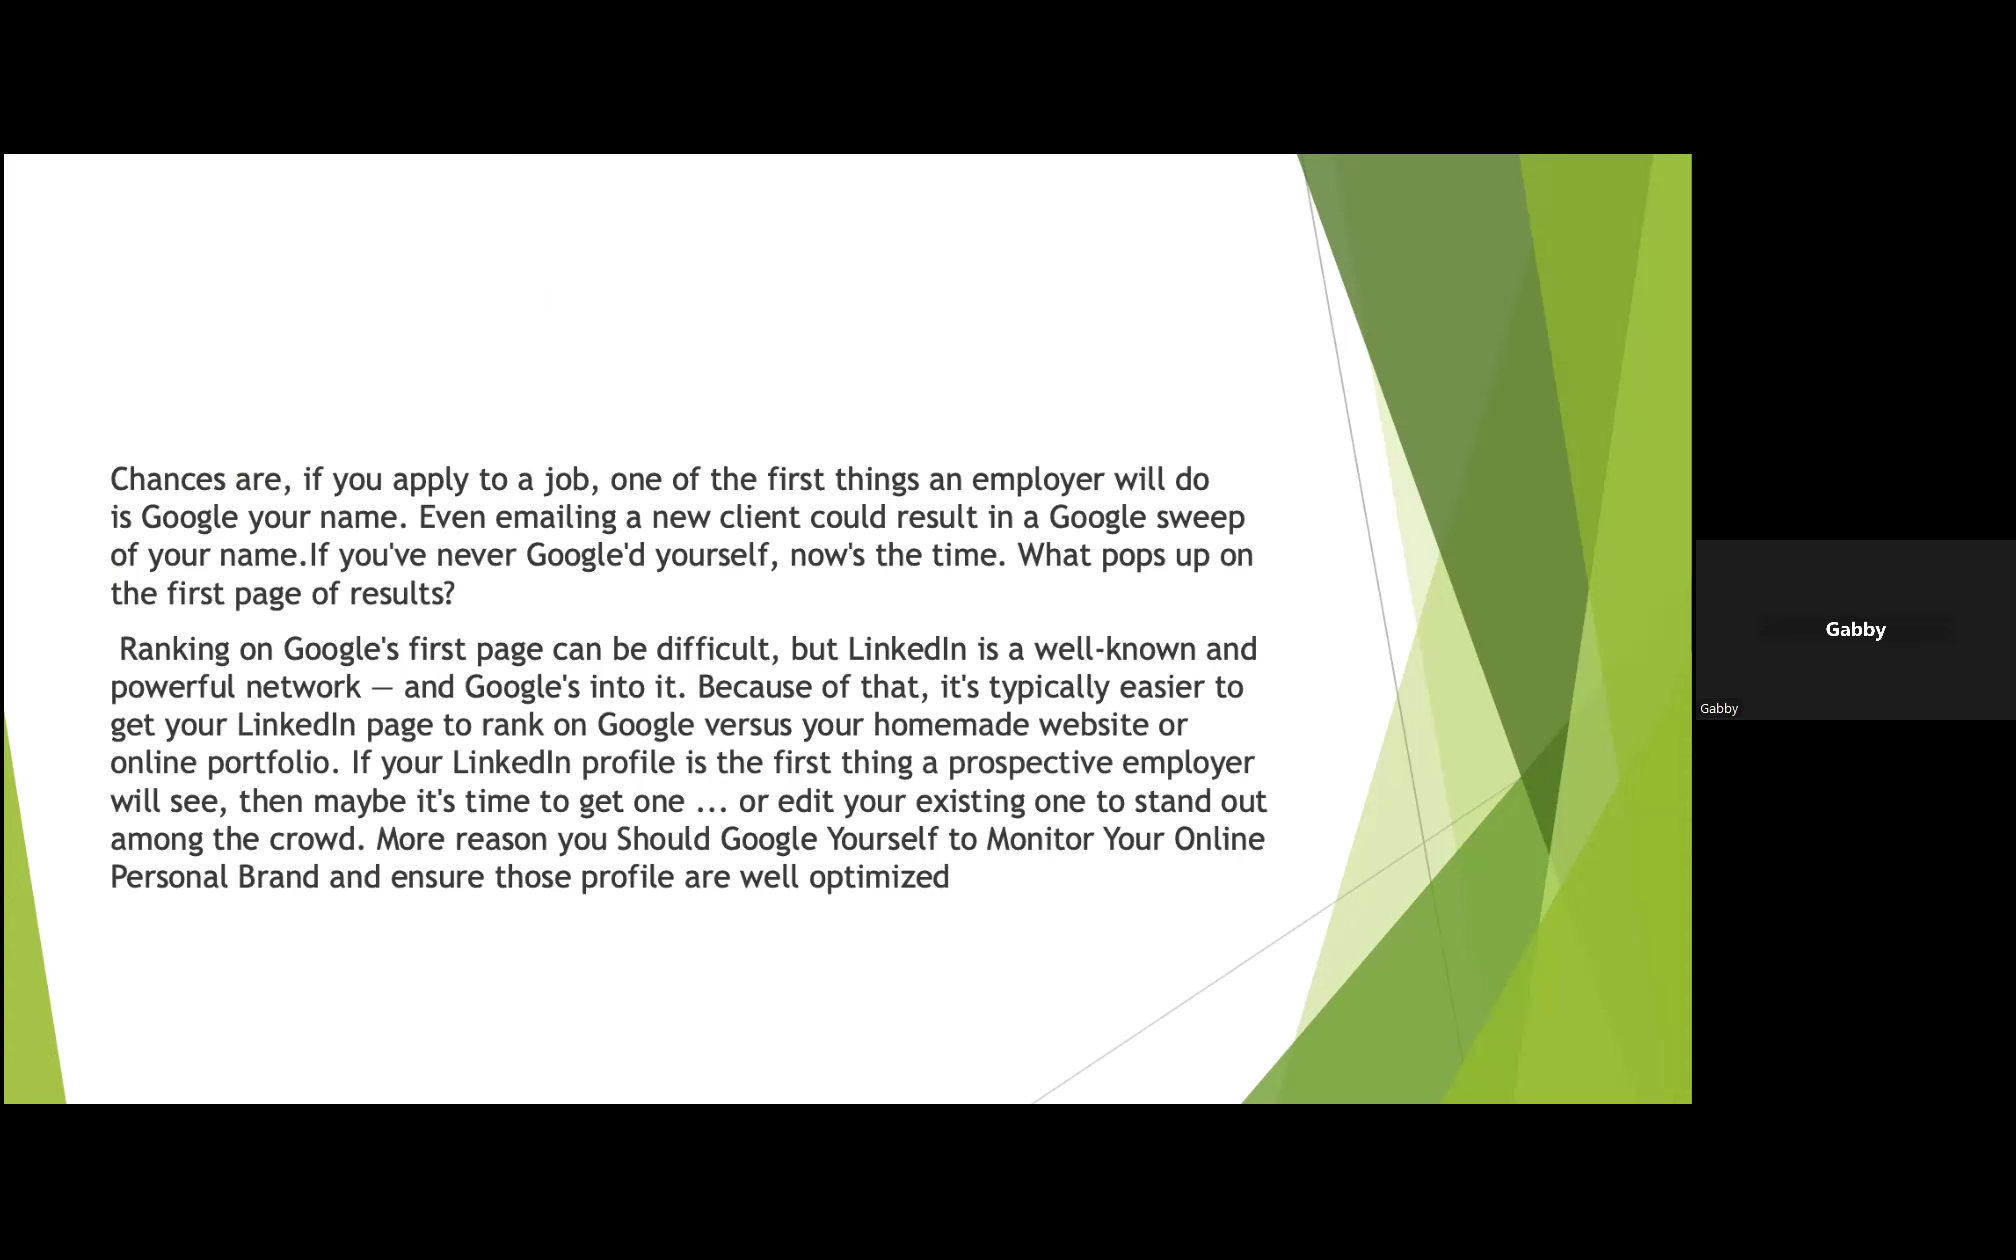 Chances are, if you apply to a job, one of the first things an employer will do
is Google your name. Even emailing a new client could result in a Google sweep
of your name.If you've never Google'd yourself, now's the time. What pops up on
the first page of results?
Ranking on Google's first page can be difficult, but LinkedIn is a well-known and
powerful network — and Google's into it. Because of that, it's typically easier to
get your LinkedIn page to rank on Google versus your homemade website or
online portfolio. If your LinkedIn profile is the first thing a prospective employer
will see, then maybe it's time to get one ... or edit your existing one to stand out
among the crowd. More reason you Should Google Yourself to Monitor Your Online
Personal Brand and ensure those profile are well optimized
Gabby
Gabby